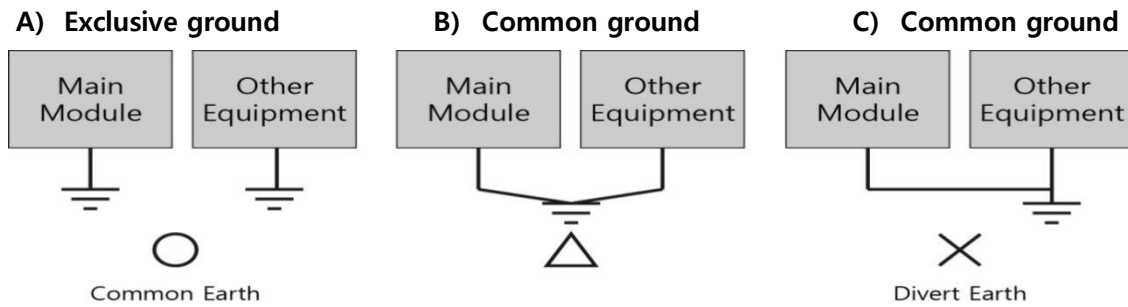 A) Exclusive ground
B) Common ground
C) Common ground
Main
Module
Other
Equipment
Main
Module
Other
Equipment
Main
Module
Other
Equipment
Common Earth
Divert Earth